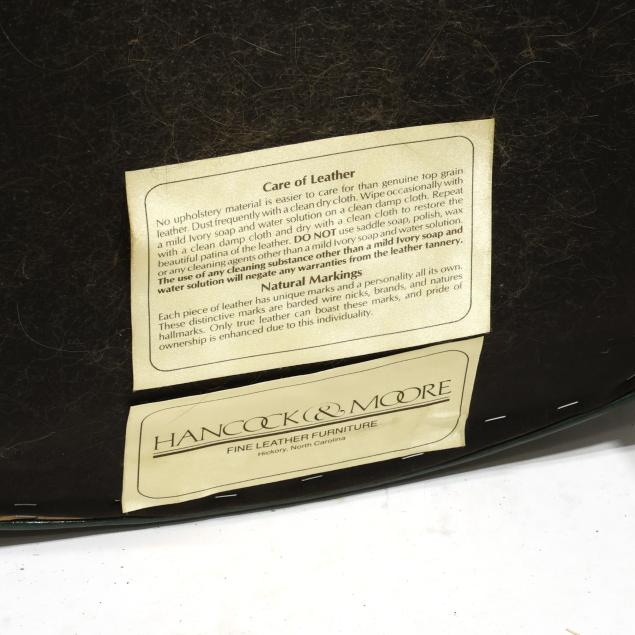 Care of Leather
No upholstery material is easier to care for than genuine top grain
leather. Dust frequently with a clean dry cloth. Wipe occasionally with
a mild Ivory soap and water solution on a clean damp cloth. Repeat
with a clean damp cloth and dry with a clean cloth to restore the
beautiful patina of the leather. DO NOT use saddle soap, polish, wax
or any cleaning agents other than a mild Ivory soap and water solution.
The use of any cleaning substance other than a mild Ivory soap and
water solution will negate any warranties from the leather tannery.
Natural Markings
Each piece of leather has unique marks and a personality all its own.
These distinctive marks are barded wire nicks, brands, and natures
hallmarks. Only true leather can boast these marks, and pride of
ownership is enhanced due to this individuality.
HANCOCK & MOORE
FINE LEATHER FURNITURE
Hickory, North Carolina